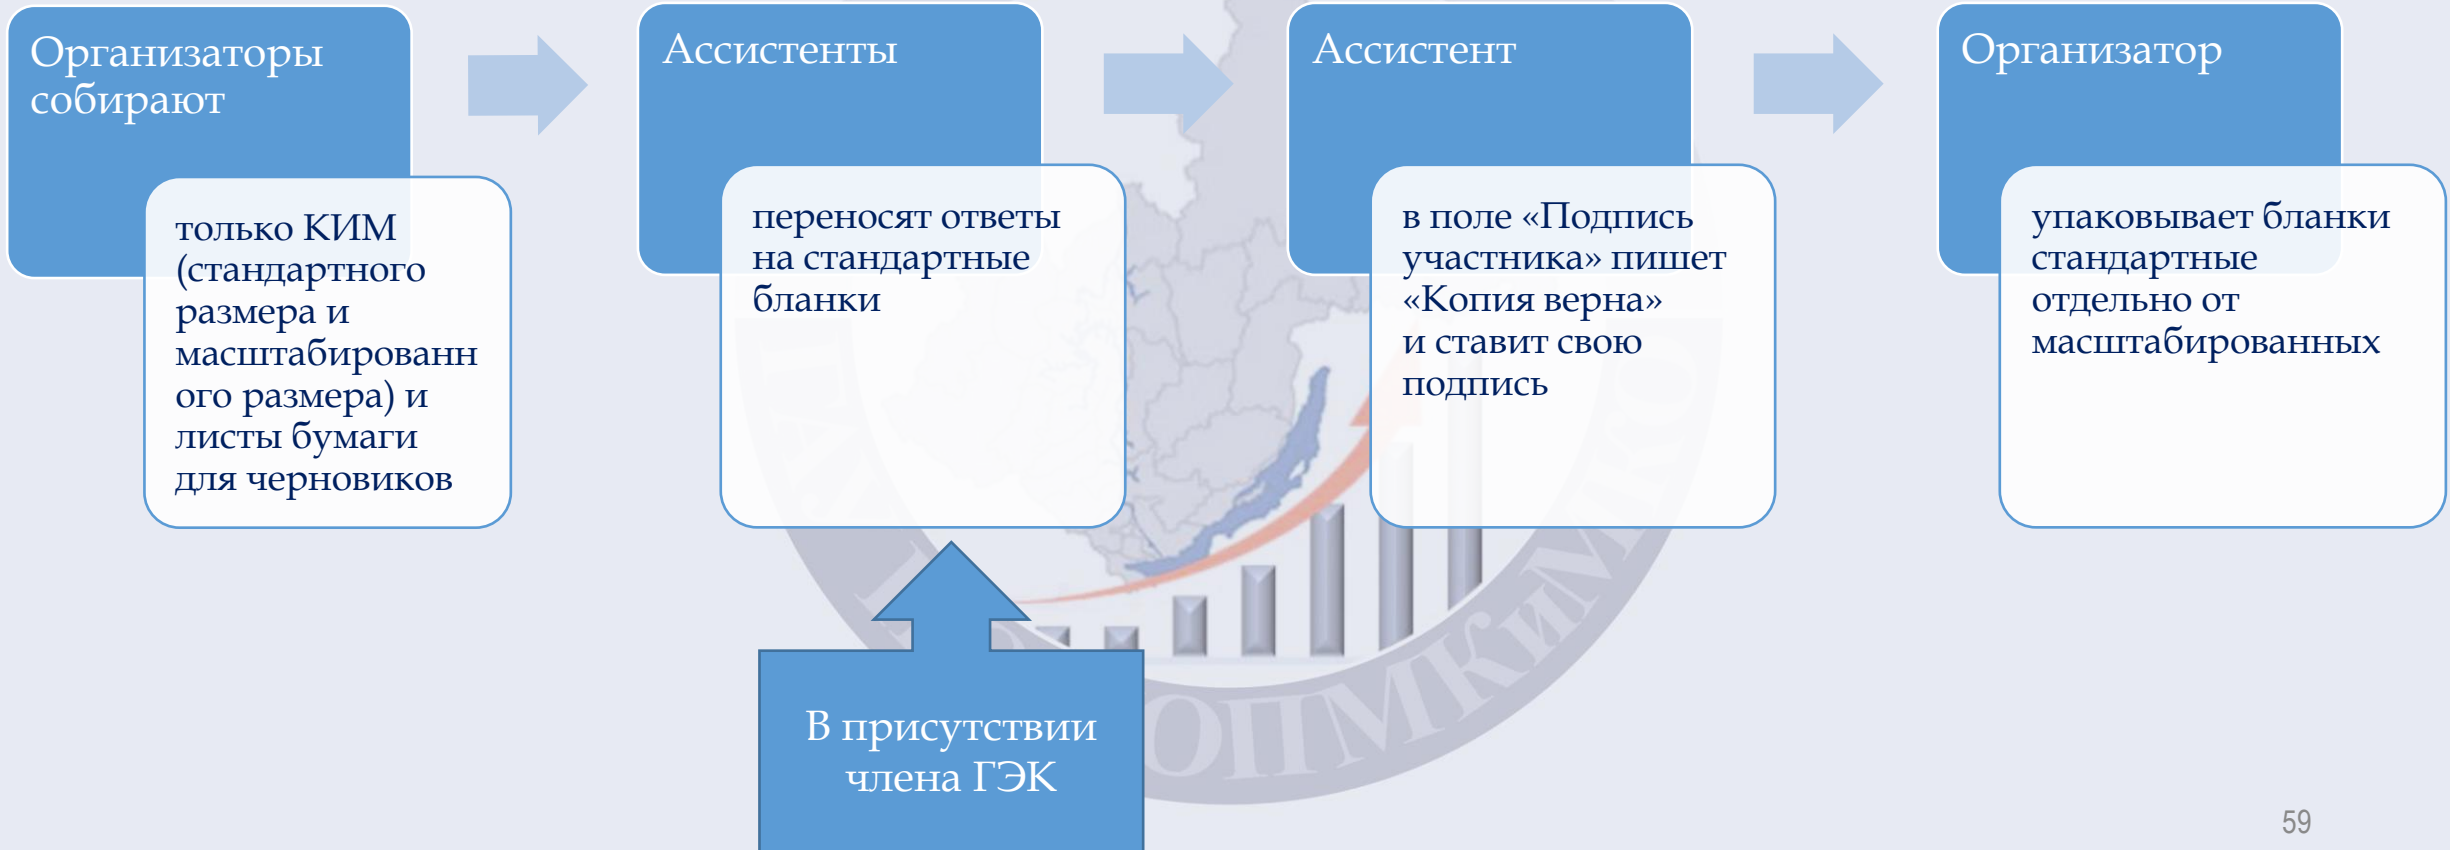 Организаторы
собирают
только КИМ
(стандартного
размера и
масштабированн
ого размера) и
листы бумаги
для черновиков
Ассистенты
переносят ответы
на стандартные
бланки
В присутствии
члена ГЭК
Ассистент
в поле «Подпись
участника» пишет
«Копия верна»
и ставит свою
подпись
Организатор
упаковывает бланки
стандартные
отдельно от
масштабированных
59